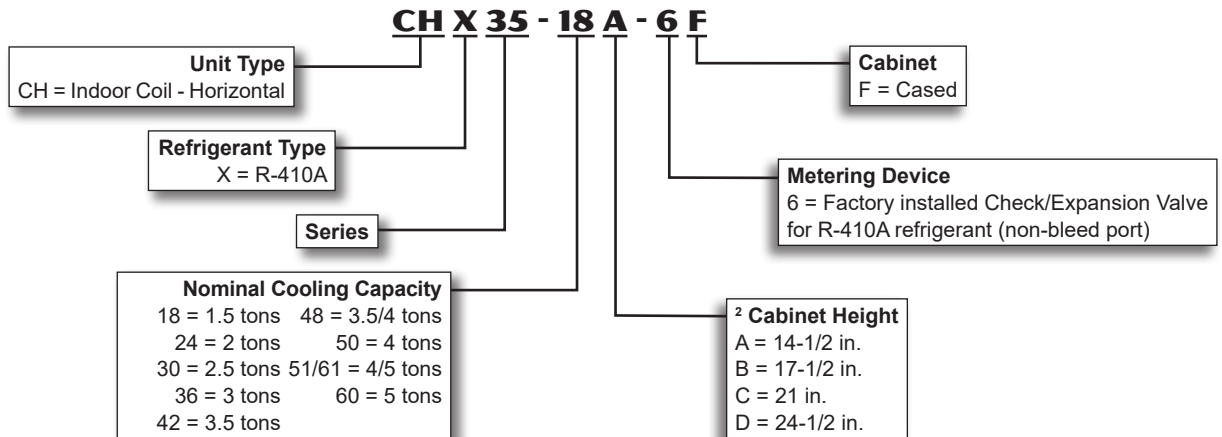 CH X 35 - 18 A - 6 F
Unit Type
CH = Indoor Coil - Horizontal
Cabinet
F = Cased
Refrigerant Type
X = R-410A
Metering Device
6 = Factory installed Check/Expansion Valve
for R-410A refrigerant (non-bleed port)
Series
Nominal Cooling Capacity
18 = 1.5 tons 48 = 3.5/4 tons
24 = 2 tons 50 = 4 tons
30 = 2.5 tons 51/61 = 4/5 tons
36 = 3 tons 60 = 5 tons
42 = 3.5 tons
² Cabinet Height
A = 14-1/2 in.
B = 17-1/2 in.
C = 21 in.
D = 24-1/2 in.